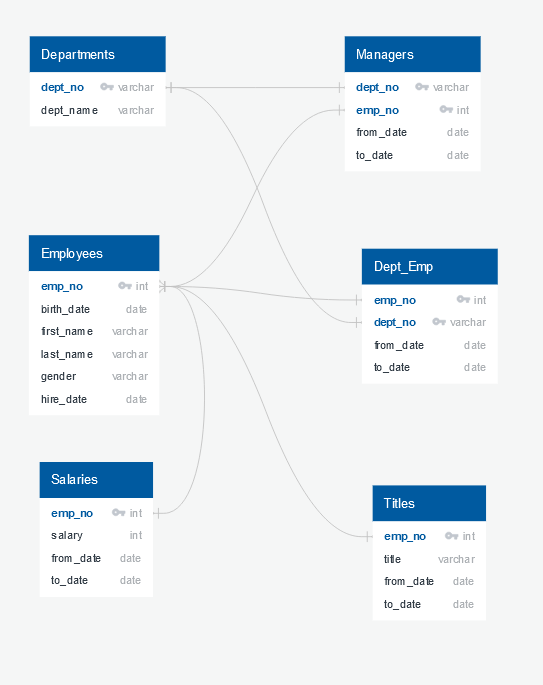 Departments
dept_no varchar
dept_name varchar
Managers
dept_no varchar
emp_no int
from_date date
to_date date
Employees
emp_no int
birth_date date
first_name varchar
last_name varchar
gender varchar
hire_date date
Dept_Emp
emp_no int
dept_no varchar
from_date date
to_date date
Salaries
emp_no int
salary int
from_date date
to_date date
Titles
emp_no int
title varchar
from_date date
to_date date